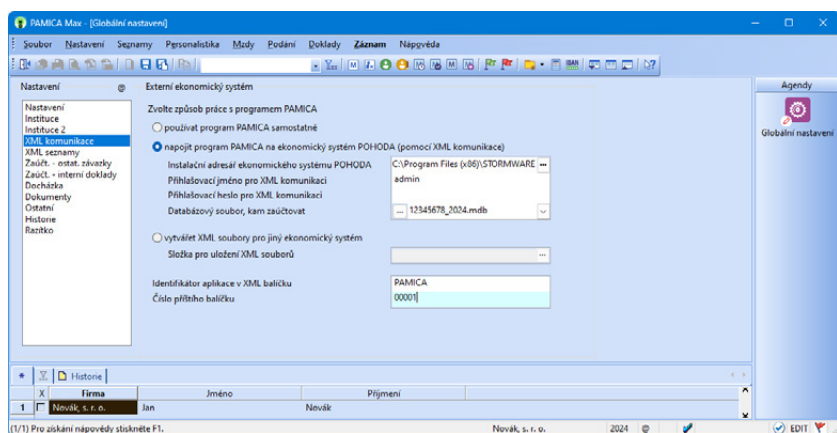 PAMICA Max - [Globální nastavení]
Soubor Nastavení Seznamy Personalistika Mzdy Podání Doklady Záznam Nápověda
Nastavení @
Externí ekonomický systém
Agendy
Nastavení
Instituce
Instituce 2
XML komunikace
XML seznamy
Zaúčt. - ostat. závazky
Zaúčt. - interní doklady
Docházka
Dokumenty
Ostatní
Historie
Razítko
Zvolte způsob práce s programem PAMICA
používat program PAMICA samostatně
napojit program PAMICA na ekonomický systém POHODA (pomocí XML komunikace)
Instalační adresář ekonomického systému POHODA C:\Program Files (x86)\STORMWARE ...
Přihlašovací jméno pro XML komunikaci admin
Přihlašovací heslo pro XML komunikaci
Databázový soubor, kam zaúčtovat ... 12345678_2024.mdb
vytvářet XML soubory pro jiný ekonomický systém
Složka pro uložení XML souborů ...
Identifikátor aplikace v XML balíčku PAMICA
Číslo příštího balíčku 00001
Globální nastavení
* Historie
X Firma Jméno Příjmení
1 Novák, s. r. o. Jan Novák
(1/1) Pro získání nápovědy stiskněte F1. Novák, s. r. o. 2024 @ EDIT